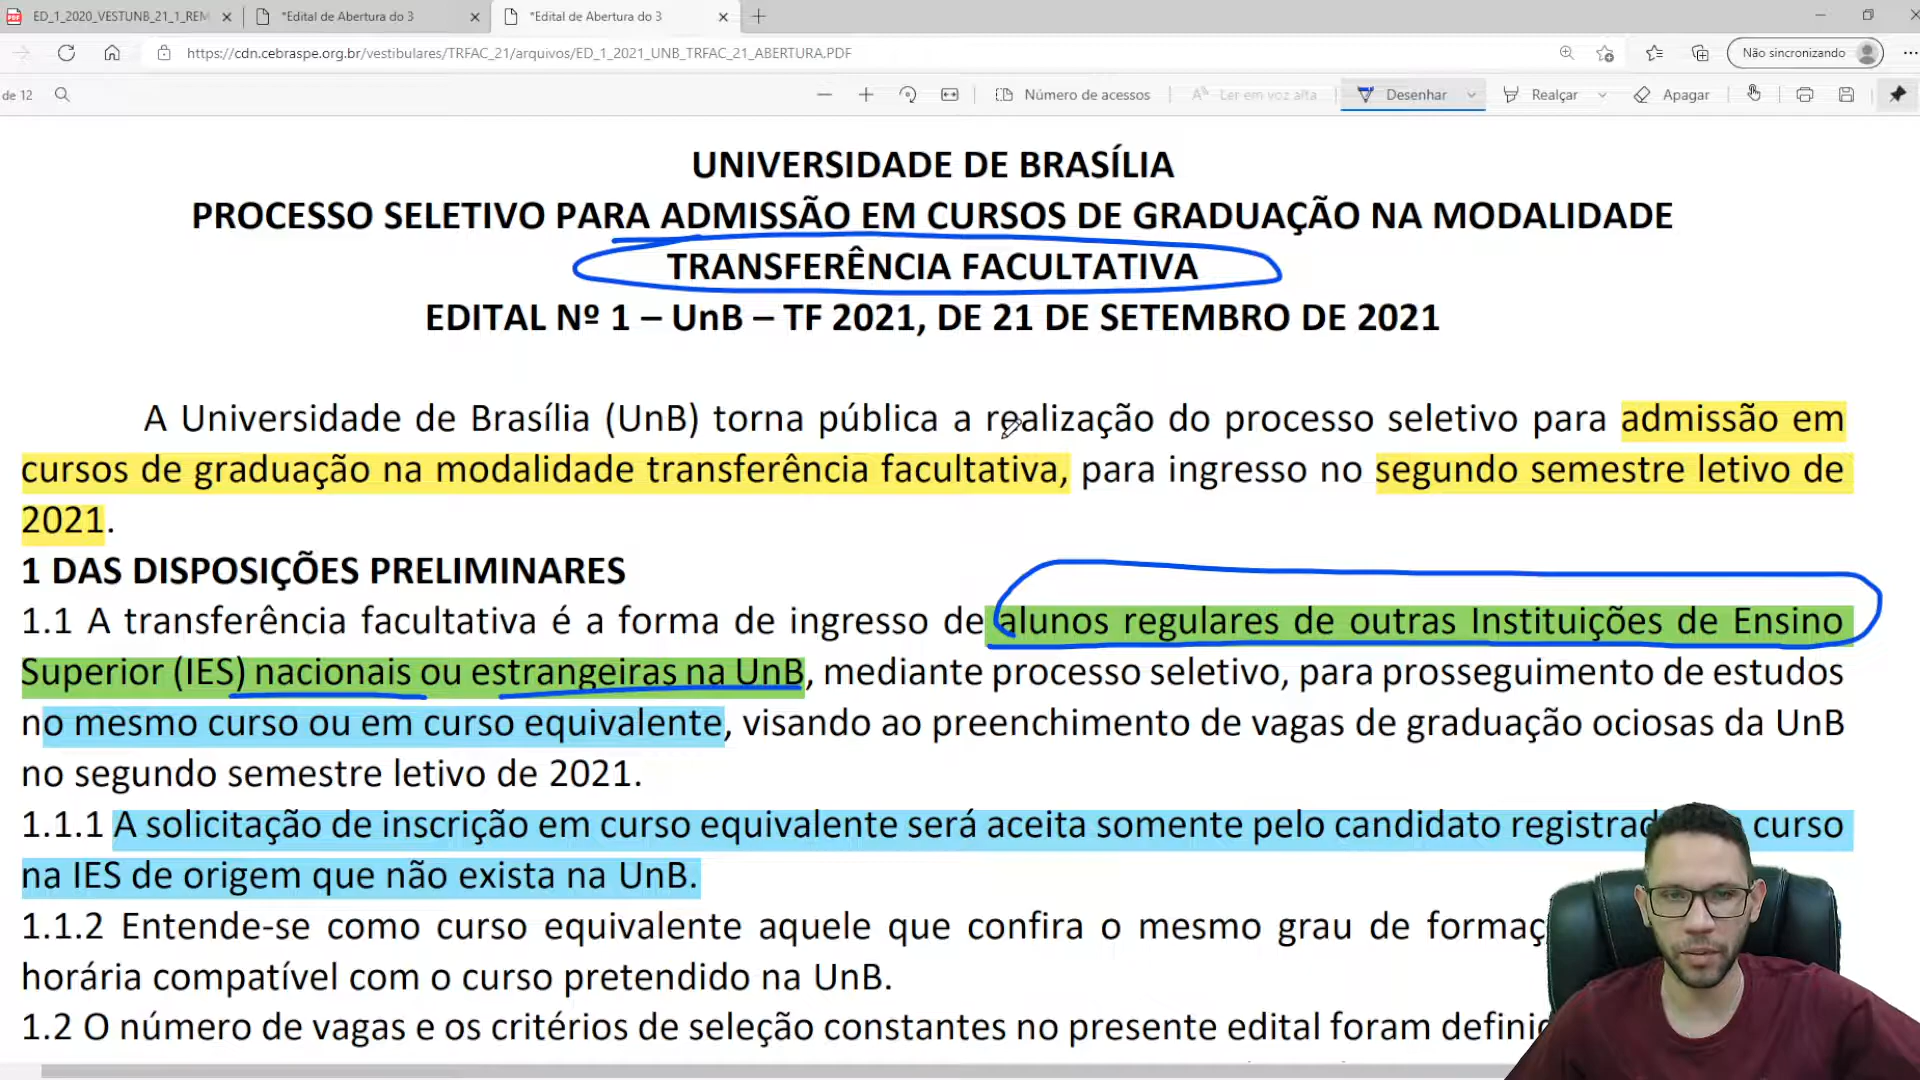 ED_1_2020_VESTUNB_21_1_REM
*Edital de Abertura do 3
*Edital de Abertura do 3
https://cdn.cebraspe.org.br/vestibulares/TRFAC_21/arquivos/ED_1_2021_UNB_TRFAC_21_ABERTURA.PDF
Não sincronizando
de 12
Número de acessos
Ler em voz alta
Desenhar
Realçar
Apagar
UNIVERSIDADE DE BRASÍLIA
PROCESSO SELETIVO PARA ADMISSÃO EM CURSOS DE GRADUAÇÃO NA MODALIDADE
TRANSFERÊNCIA FACULTATIVA
EDITAL Nº 1 – UnB – TF 2021, DE 21 DE SETEMBRO DE 2021
A Universidade de Brasília (UnB) torna pública a realização do processo seletivo para admissão em
cursos de graduação na modalidade transferência facultativa, para ingresso no segundo semestre letivo de
2021.
1 DAS DISPOSIÇÕES PRELIMINARES
1.1 A transferência facultativa é a forma de ingresso de alunos regulares de outras Instituições de Ensino
Superior (IES) nacionais ou estrangeiras na UnB, mediante processo seletivo, para prosseguimento de estudos
no mesmo curso ou em curso equivalente, visando ao preenchimento de vagas de graduação ociosas da UnB
no segundo semestre letivo de 2021.
1.1.1 A solicitação de inscrição em curso equivalente será aceita somente pelo candidato registrad curso
na IES de origem que não exista na UnB.
1.1.2 Entende-se como curso equivalente aquele que confira o mesmo grau de formaç
horária compatível com o curso pretendido na UnB.
1.2 O número de vagas e os critérios de seleção constantes no presente edital foram defini